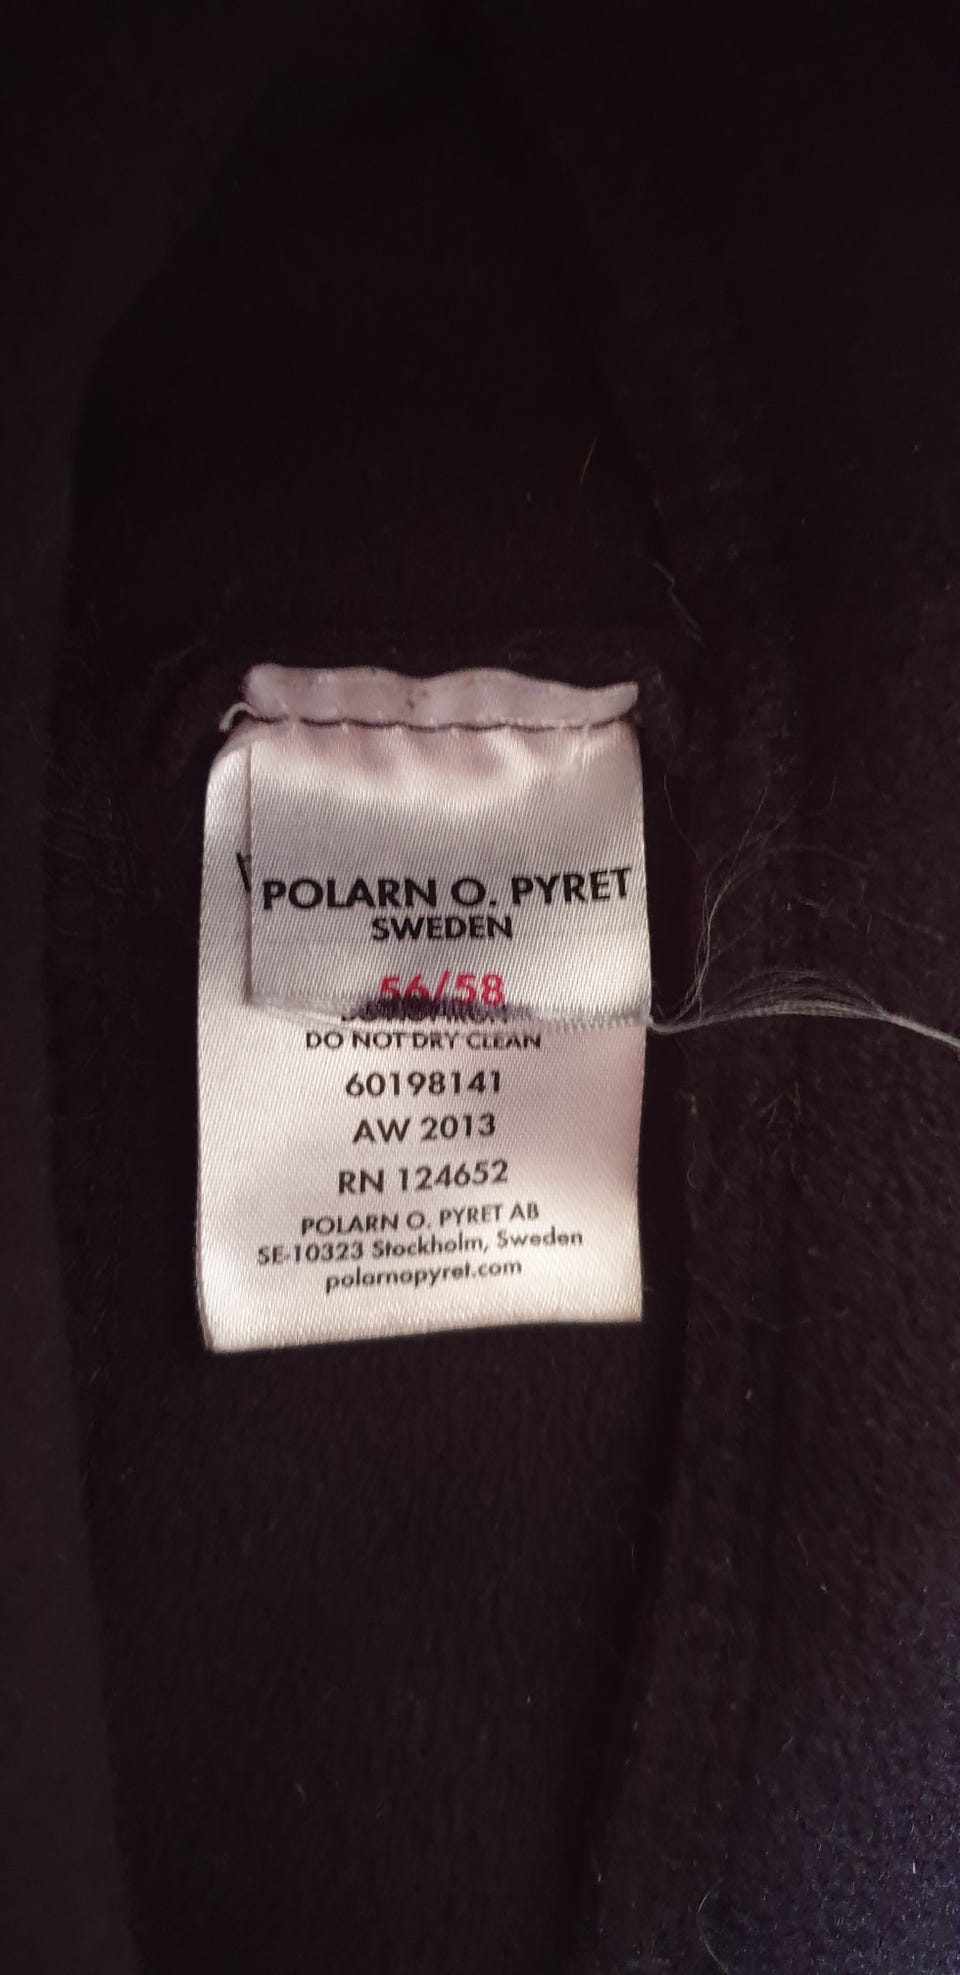 POLARN O. PYRET
SWEDEN
56/58
DO NOT DRY CLEAN
60198141
AW 2013
RN 124652
POLARN O. PYRET AB
SE-10323 Stockholm, Sweden
polarnopyret.com